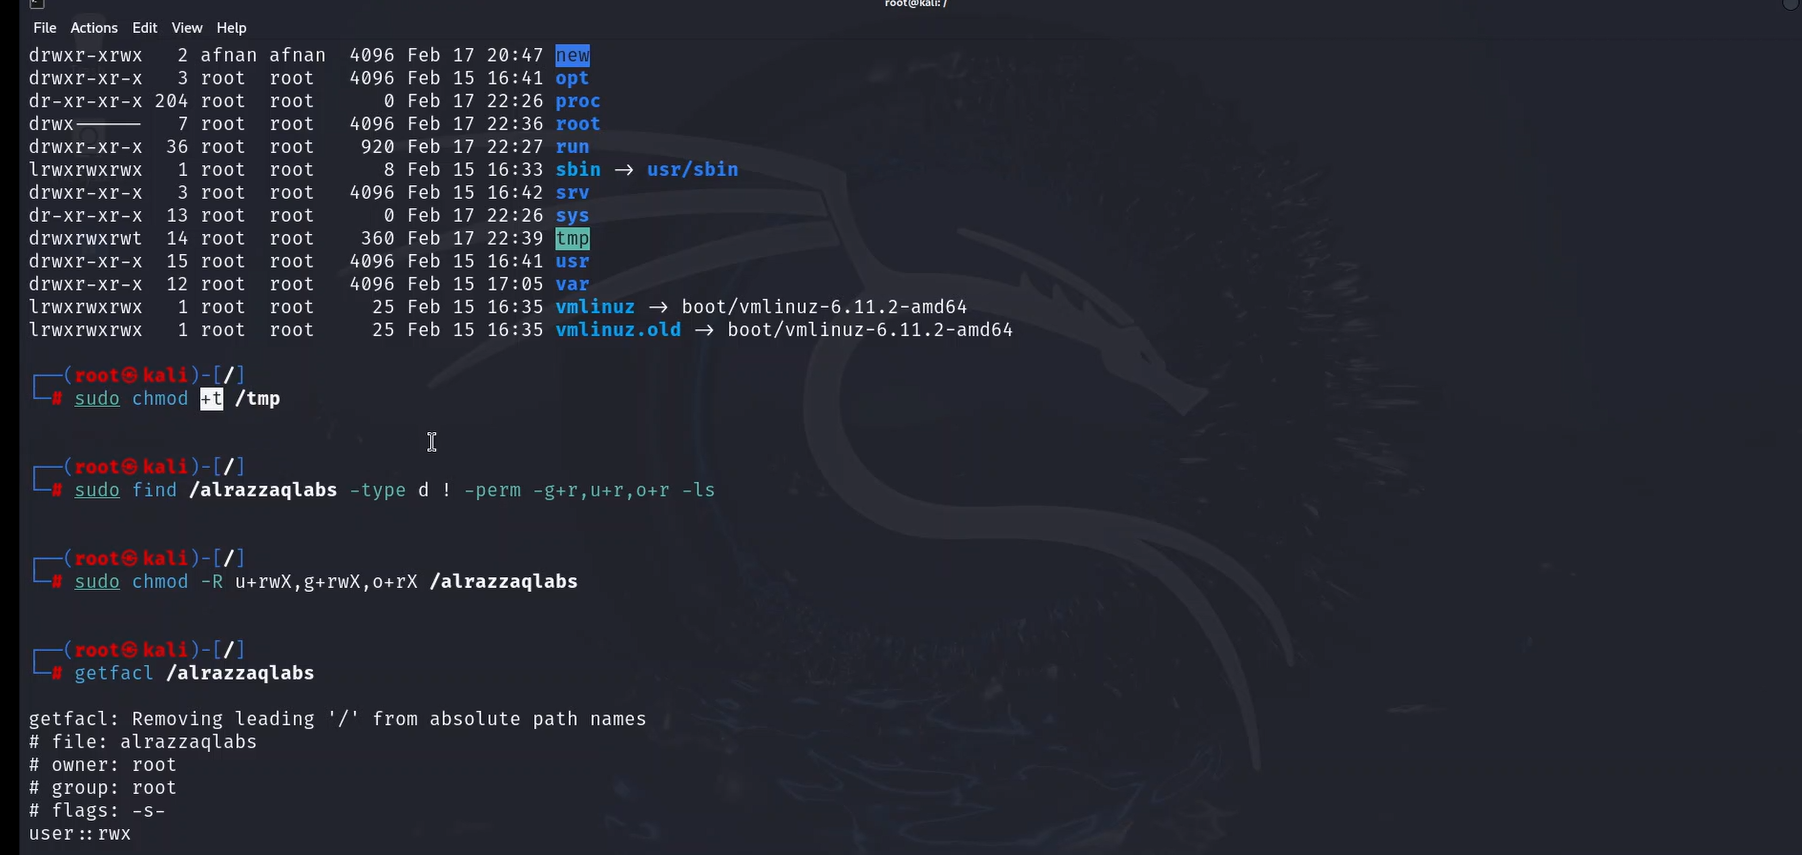 root@kali: /
File Actions Edit View Help
drwxr-xrwx 2 afnan afnan 4096 Feb 17 20:47 new
drwxr-xr-x 3 root root 4096 Feb 15 16:41 opt
dr-xr-xr-x 204 root root 0 Feb 17 22:26 proc
drwx------ 7 root root 4096 Feb 17 22:36 root
drwxr-xr-x 36 root root 920 Feb 17 22:27 run
lrwxrwxrwx 1 root root 8 Feb 15 16:33 sbin -> usr/sbin
drwxr-xr-x 3 root root 4096 Feb 15 16:42 srv
dr-xr-xr-x 13 root root 0 Feb 17 22:26 sys
drwxrwxrwt 14 root root 360 Feb 17 22:39 tmp
drwxr-xr-x 15 root root 4096 Feb 15 16:41 usr
drwxr-xr-x 12 root root 4096 Feb 15 17:05 var
lrwxrwxrwx 1 root root 25 Feb 15 16:35 vmlinuz -> boot/vmlinuz-6.11.2-amd64
lrwxrwxrwx 1 root root 25 Feb 15 16:35 vmlinuz.old -> boot/vmlinuz-6.11.2-amd64
┌──(root㉿kali)-[/]
└─# sudo chmod +t /tmp
┌──(root㉿kali)-[/]
└─# sudo find /alrazzaqlabs -type d ! -perm -g+r,u+r,o+r -ls
┌──(root㉿kali)-[/]
└─# sudo chmod -R u+rwX,g+rwX,o+rX /alrazzaqlabs
┌──(root㉿kali)-[/]
└─# getfacl /alrazzaqlabs
getfacl: Removing leading '/' from absolute path names
# file: alrazzaqlabs
# owner: root
# group: root
# flags: -s-
user::rwx